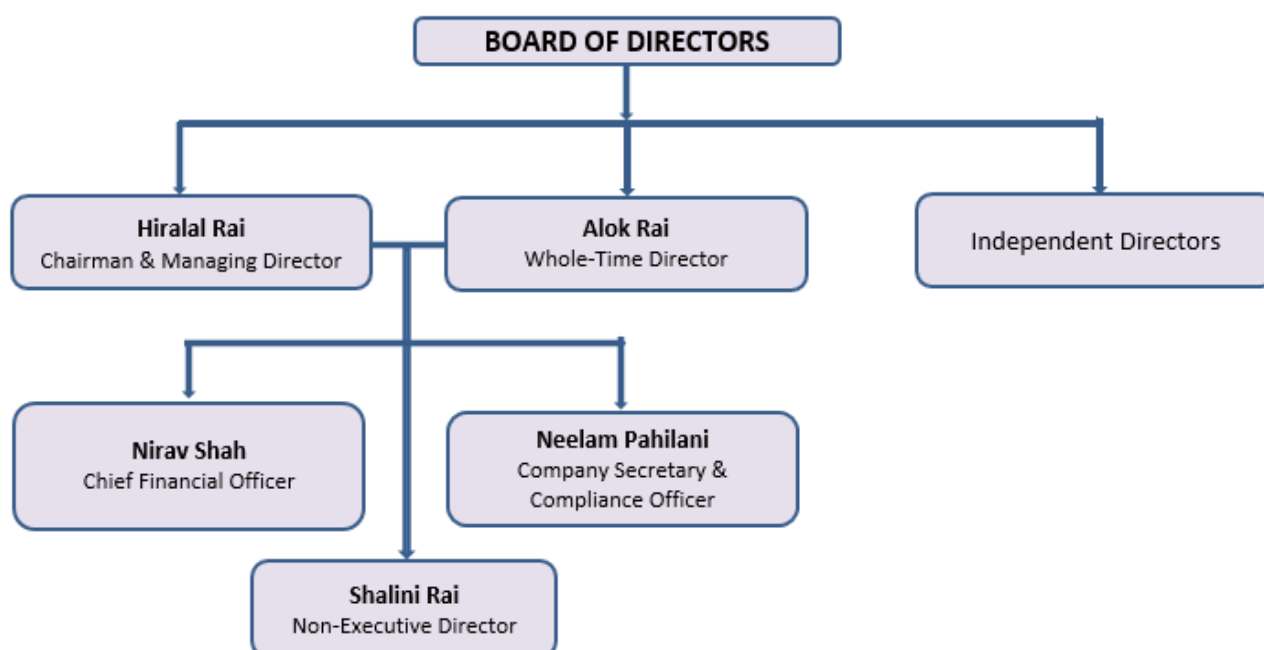 BOARD OF DIRECTORS
Hiralal Rai
Chairman & Managing Director
Alok Rai
Whole-Time Director
Independent Directors
Nirav Shah
Chief Financial Officer
Neelam Pahilani
Company Secretary &
Compliance Officer
Shalini Rai
Non-Executive Director